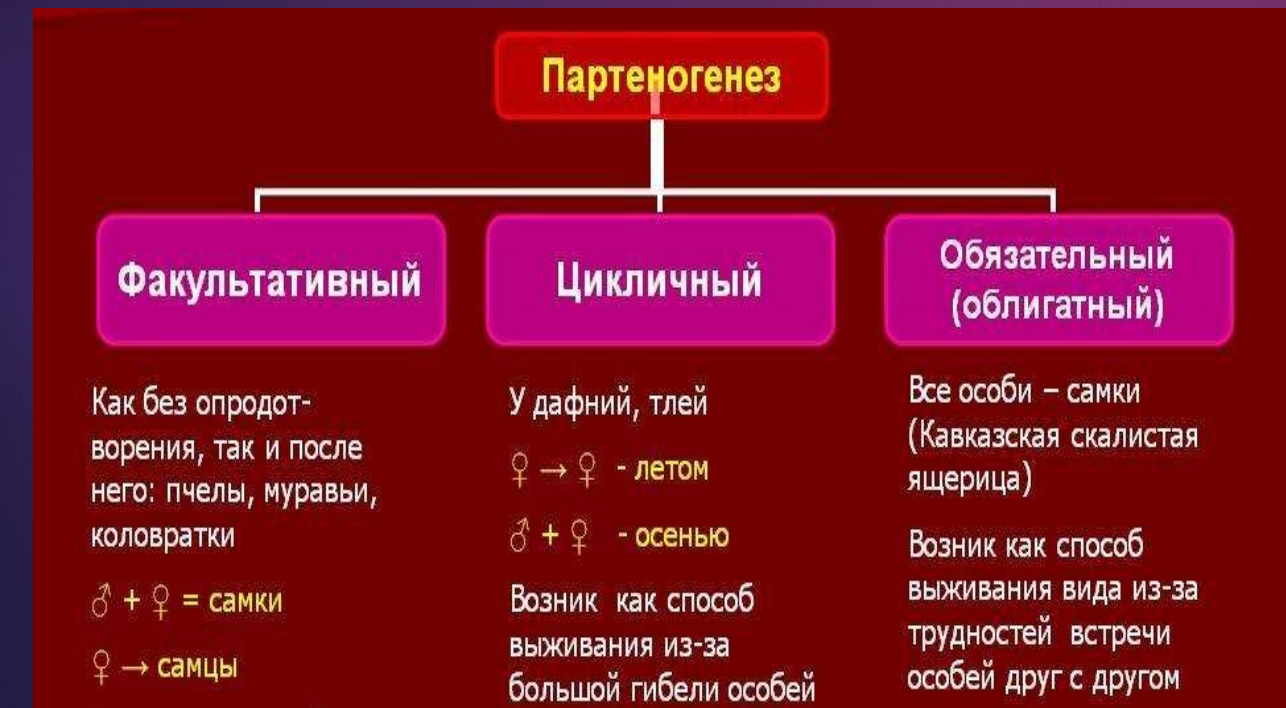 Партеногенез
Факультативный
Как без опродот-
ворения, так и после
него: пчелы, муравьи,
коловратки
♂ + ♀ = самки
♀ → самцы
Цикличный
У дафний, тлей
♀ → ♀ - летом
♂ + ♀ - осенью
Возник как способ
выживания из-за
большой гибели особей
Обязательный
(облигатный)
Все особи – самки
(Кавказская скалистая
ящерица)
Возник как способ
выживания вида из-за
трудностей встречи
особей друг с другом